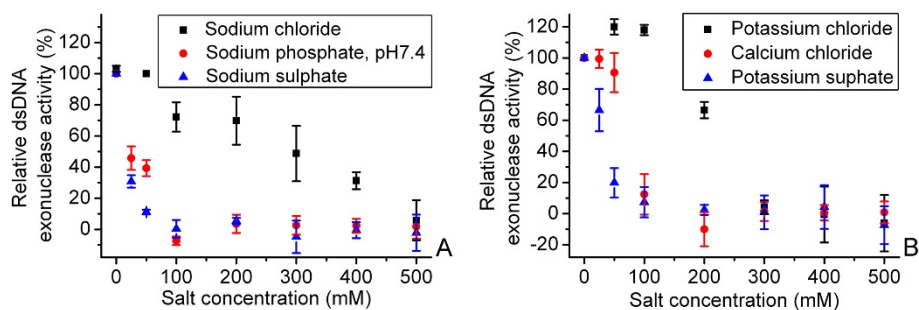 Relative dsDNA
exonuclease activity (%)
120
100
80
60
40
20
0
Sodium chloride
Sodium phosphate, pH7.4
Sodium sulphate
A
0 100 200 300 400 500
Salt concentration (mM)
Relative dsDNA
exonuclease activity (%)
120
100
80
60
40
20
0
-20
Potassium chloride
Calcium chloride
Potassium suphate
B
0 100 200 300 400 500
Salt concentration (mM)